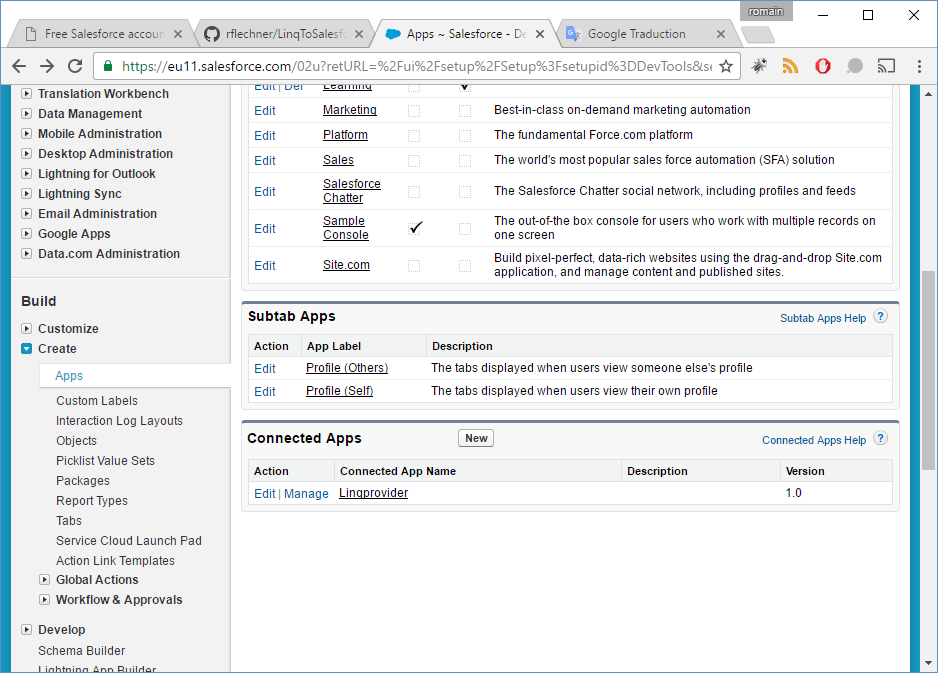 romain
Free Salesforce accoun
rflechner/LinqToSalesf
Apps ~ Salesforce - De
Google Traduction
https://eu11.salesforce.com/02u?retURL=%2Fui%2Fsetup%2FSetup%3Fsetupid%3DDevTools&se
Translation Workbench
Data Management
Mobile Administration
Desktop Administration
Lightning for Outlook
Lightning Sync
Email Administration
Google Apps
Data.com Administration
Build
Customize
Create
Apps
Custom Labels
Interaction Log Layouts
Objects
Picklist Value Sets
Packages
Report Types
Tabs
Service Cloud Launch Pad
Action Link Templates
Global Actions
Workflow & Approvals
Develop
Schema Builder
Lightning App Builder
Edit | Del Learning
Edit Marketing Best-in-class on-demand marketing automation
Edit Platform The fundamental Force.com platform
Edit Sales The world's most popular sales force automation (SFA) solution
Edit Salesforce Chatter The Salesforce Chatter social network, including profiles and feeds
Edit Sample Console The out-of-the box console for users who work with multiple records on
one screen
Edit Site.com Build pixel-perfect, data-rich websites using the drag-and-drop Site.com
application, and manage content and published sites.
Subtab Apps Subtab Apps Help ?
Action App Label Description
Edit Profile (Others) The tabs displayed when users view someone else's profile
Edit Profile (Self) The tabs displayed when users view their own profile
Connected Apps New Connected Apps Help ?
Action Connected App Name Description Version
Edit | Manage Linqprovider 1.0